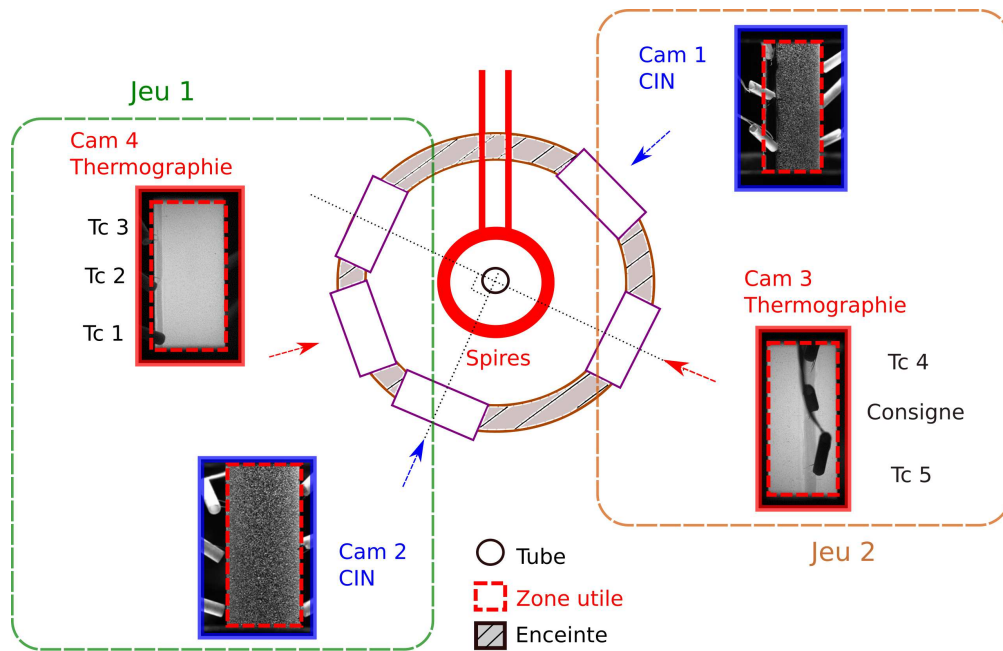 Jeu 1
Cam 4
Thermographie
Tc 3
Tc 2
Tc 1
Cam 2
CIN
Spires
Cam 1
CIN
Jeu 2
Cam 3
Thermographie
Tc 4
Consigne
Tc 5
Tube
Zone utile
Enceinte